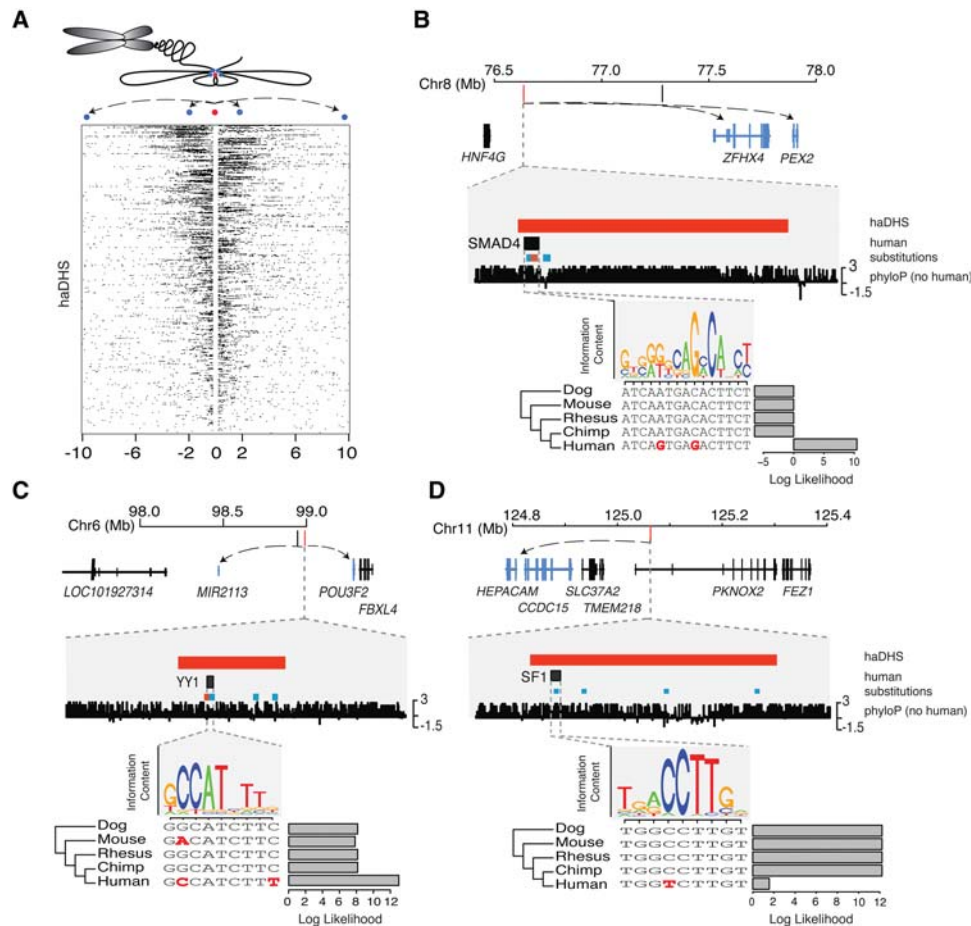 A
haDHS
-10 -6 -2 0 2 6 10
B
76.5 77.0 77.5 78.0
Chr8 (Mb)
HNF4G ZFHX4 PEX2
haDHS
SMAD4 human
substitutions
3
phyloP (no human)
-1.5
Information
Content
Dog ATCAATGACACTTCT
Mouse ATCAATGACACTTCT
Rhesus ATCAATGACACTTCT
Chimp ATCAATGACACTTCT
Human ATCAGTGAGACTTCT
-5 0 5 10
Log Likelihood
C
98.0 98.5 99.0
Chr6 (Mb)
LOC101927314 MIR2113 POU3F2
FBXL4
YY1
3
-1.5
Information
Content
GCCAT TT
Dog GGCATCTTC
Mouse GACATCTTC
Rhesus GGCATCTTC
Chimp GGCATCTTC
Human GCCATCTTT
0 2 4 6 8 10 12
Log Likelihood
D
124.8 125.0 125.2 125.4
Chr11 (Mb)
HEPACAM SLC37A2 PKNOX2 FEZ1
CCDC15 TMEM218
haDHS
SF1 human
substitutions
3
phyloP (no human)
-1.5
Information
Content
CCTTG
Dog TGGCCTTGT
Mouse TGGCCTTGT
Rhesus TGGCCTTGT
Chimp TGGCCTTGT
Human TGGTCTTGT
0 2 4 6 8 10 12
Log Likelihood